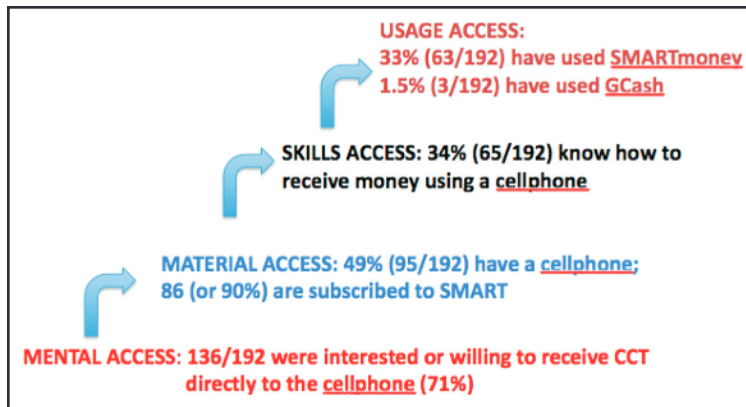 USAGE ACCESS:
33% (63/192) have used SMARTmoney
1.5% (3/192) have used GCash
SKILLS ACCESS: 34% (65/192) know how to
receive money using a cellphone
MATERIAL ACCESS: 49% (95/192) have a cellphone;
86 (or 90%) are subscribed to SMART
MENTAL ACCESS: 136/192 were interested or willing to receive CCT
directly to the cellphone (71%)